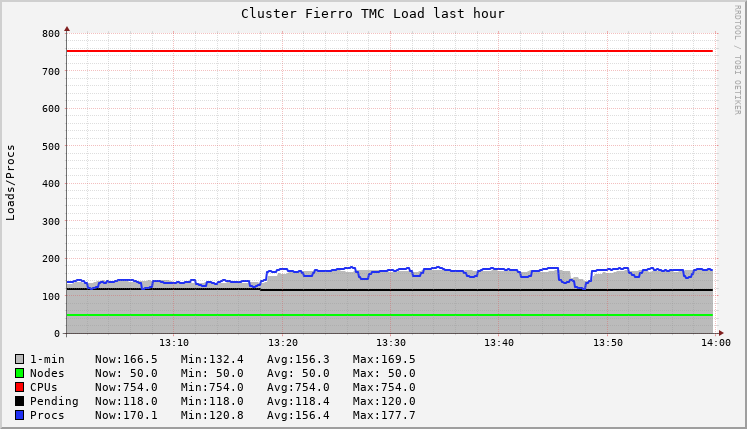 Cluster Fierro TMC Load last hour
RRDTOOL / TOBI OETIKER
Loads/Procs
800
700
600
500
400
300
200
100
0
13:10 13:20 13:30 13:40 13:50 14:00
1-min Now:166.5 Min:132.4 Avg:156.3 Max:169.5
Nodes Now: 50.0 Min: 50.0 Avg: 50.0 Max: 50.0
CPUs Now:754.0 Min:754.0 Avg:754.0 Max:754.0
Pending Now:118.0 Min:118.0 Avg:118.4 Max:120.0
Procs Now:170.1 Min:120.8 Avg:156.4 Max:177.7